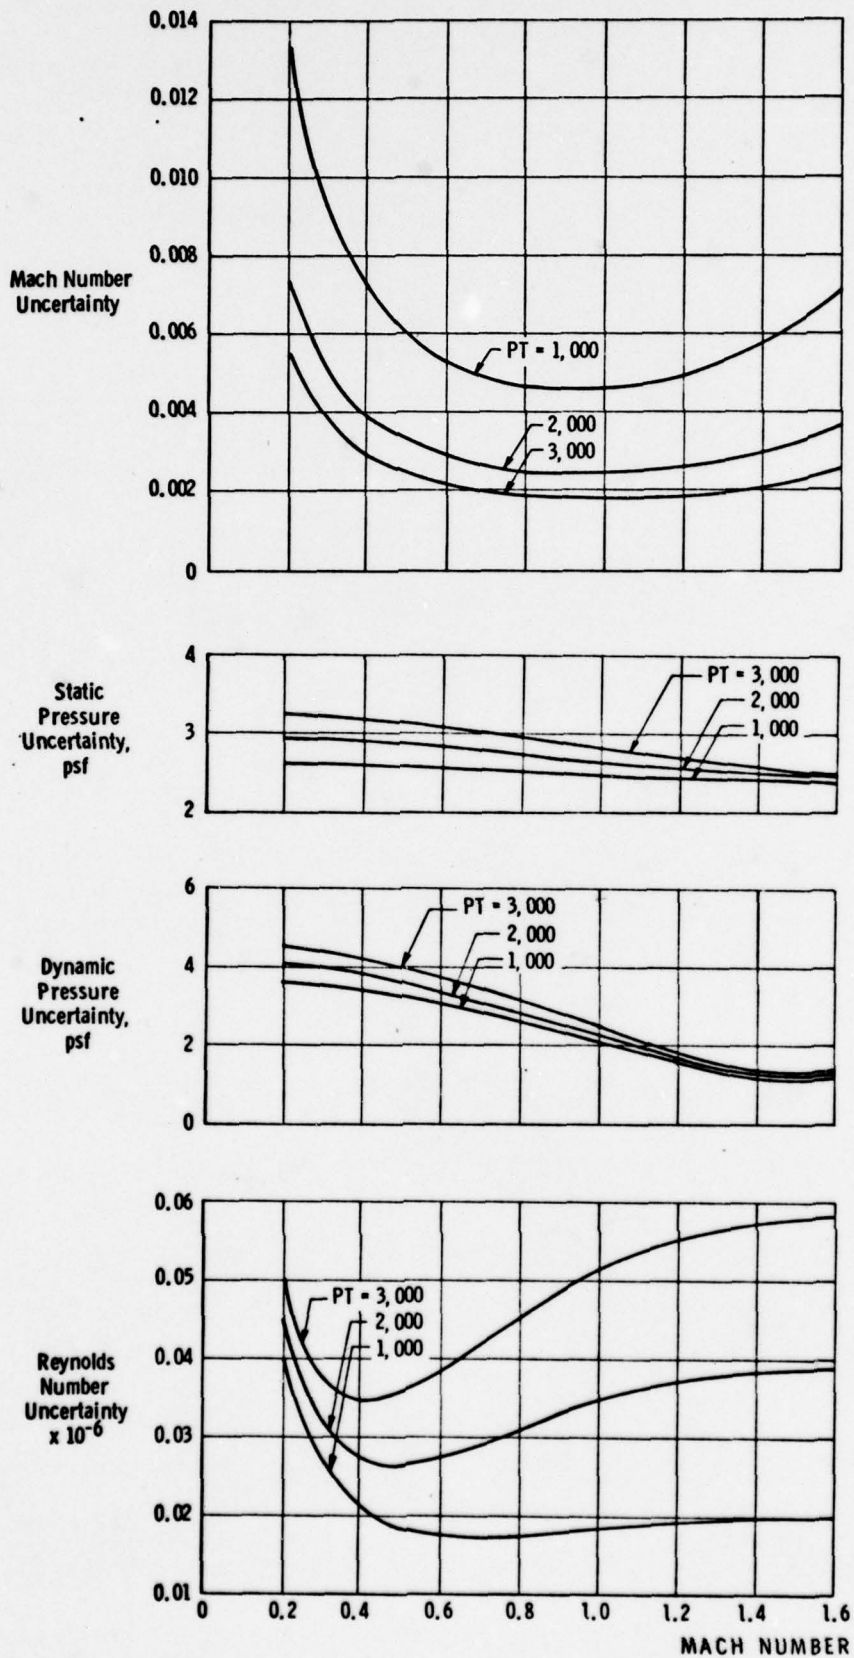 0.014
0.012
0.010
0.008
Mach Number
Uncertainty
0.006
PT = 1,000
0.004
2,000
3,000
0.002
0
4
PT = 3,000
Static
Pressure
Uncertainty,
psf
2,000
3
1,000
2
6
PT = 3,000
2,000
Dynamic
Pressure
Uncertainty,
psf
4
1,000
2
0
0.06
0.05
PT = 3,000
2,000
1,000
Reynolds
Number
Uncertainty
x 10-6
0.04
0.03
0.02
0.01
0 0.2 0.4 0.6 0.8 1.0 1.2 1.4 1.6
MACH NUMBER